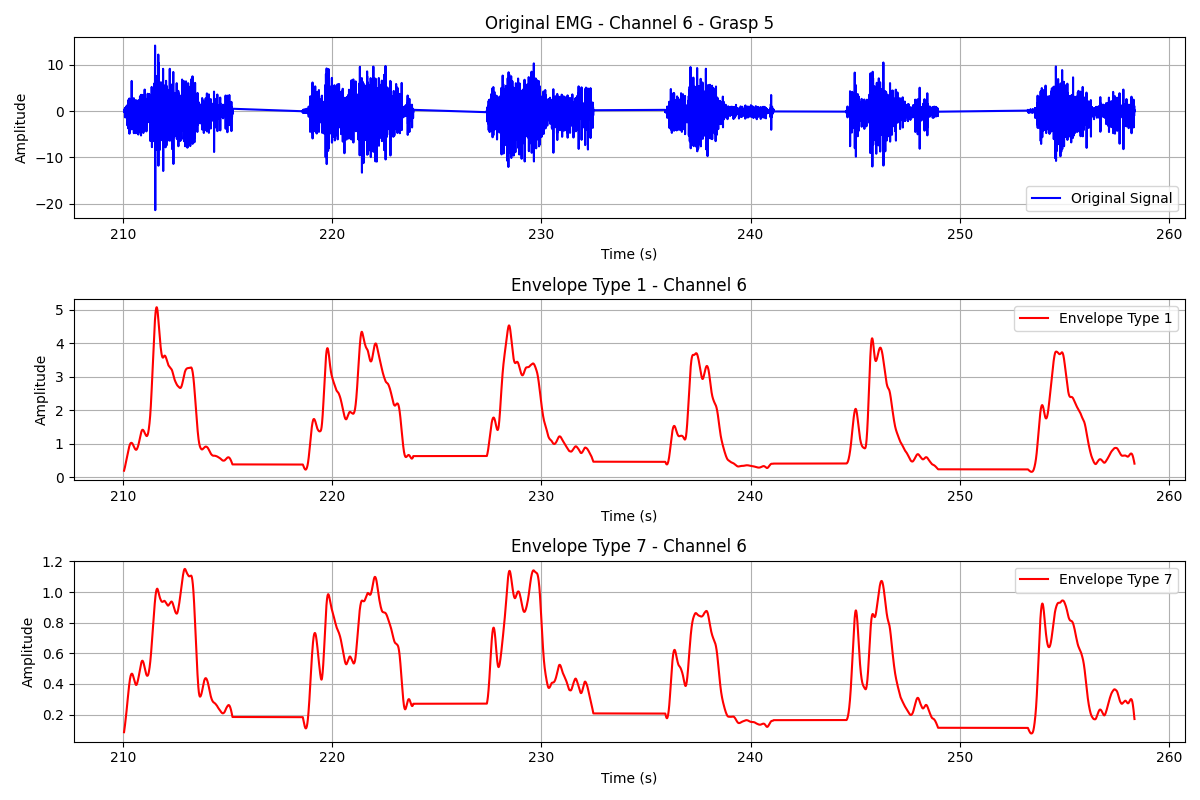 Original EMG - Channel 6 - Grasp 5
Amplitude
10
0
−10
−20
Original Signal
210 220 230 240 250 260
Time (s)
Envelope Type 1 - Channel 6
Amplitude
5
4
3
2
1
0
Envelope Type 1
210 220 230 240 250 260
Time (s)
Envelope Type 7 - Channel 6
Amplitude
1.2
1.0
0.8
0.6
0.4
0.2
Envelope Type 7
210 220 230 240 250 260
Time (s)